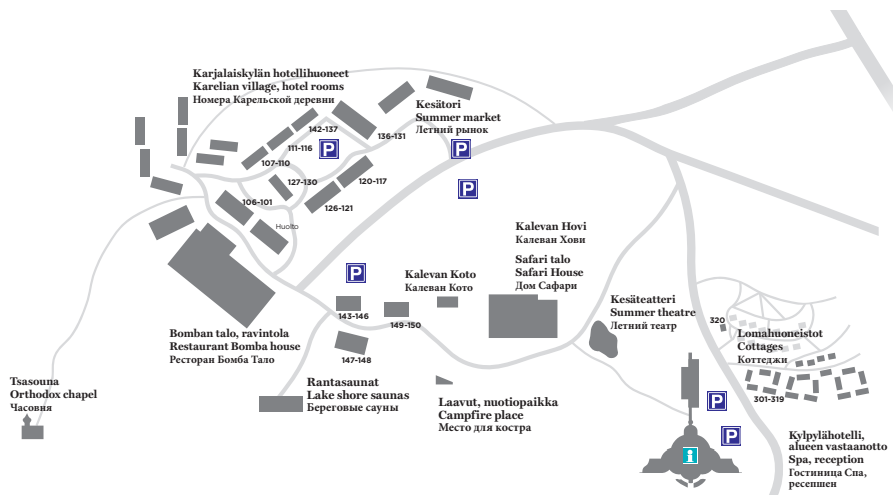 Karjalaiskylän hotellihuoneet
Karelian village, hotel rooms
Номера Карельской деревни
142-137
111-116
107-110
136-131
Kesätori
Summer market
Летний рынок
P
P
P
127-130
120-117
126-121
106-101
Huolto
Kalevan Hovi
Калеван Хови
Safari talo
Safari House
Дом Сафари
P
Kalevan Koto
Калеван Кото
143-146
149-150
147-148
Kesäteatteri
Summer theatre
Летний театр
320
Lomahuoneistot
Cottages
Коттеджи
301-319
Bomban talo, ravintola
Restaurant Bomba house
Ресторан Бомба Тало
Tsasouna
Orthodox chapel
Часовня
Rantasaunat
Lake shore saunas
Береговые сауны
Laavut, nuotiopaikka
Campfire place
Место для костра
P
P
i
Kylpylähotelli,
alueen vastaanotto
Spa, reception
Гостиница Спа,
ресепшен